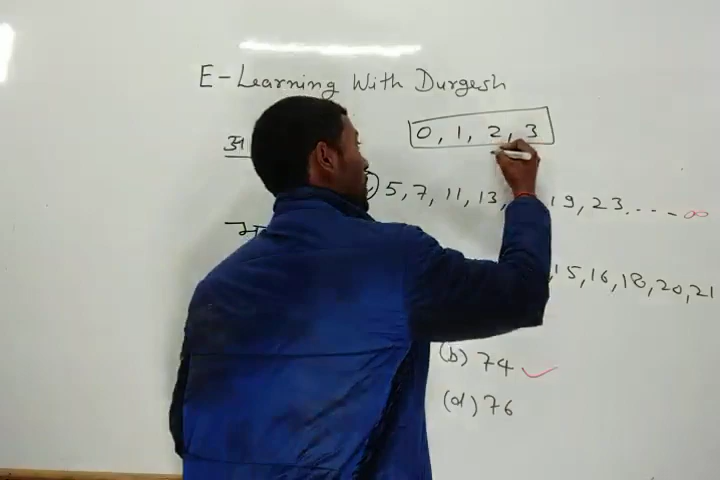 E-Learning With Durgesh
0, 1, 2, 3
5, 7, 11, 13, 19, 23 . . . - ∞
, 15, 16, 18, 20, 21
(b) 74 ✓
(d) 76